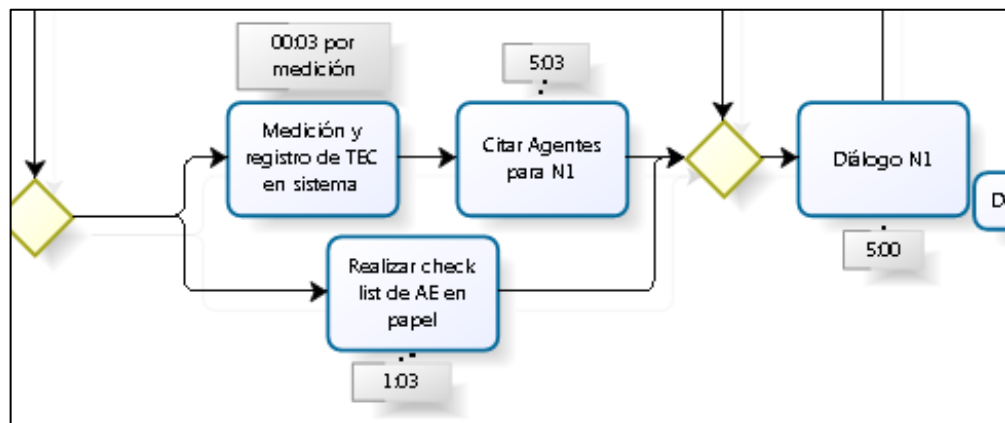 00:03 por
medición
5:03
Medición y
registro de TEC
en sistema
Citar Agentes
para N1
Diálogo N1
D
5:00
Realizar check
list de AE en
papel
1:03